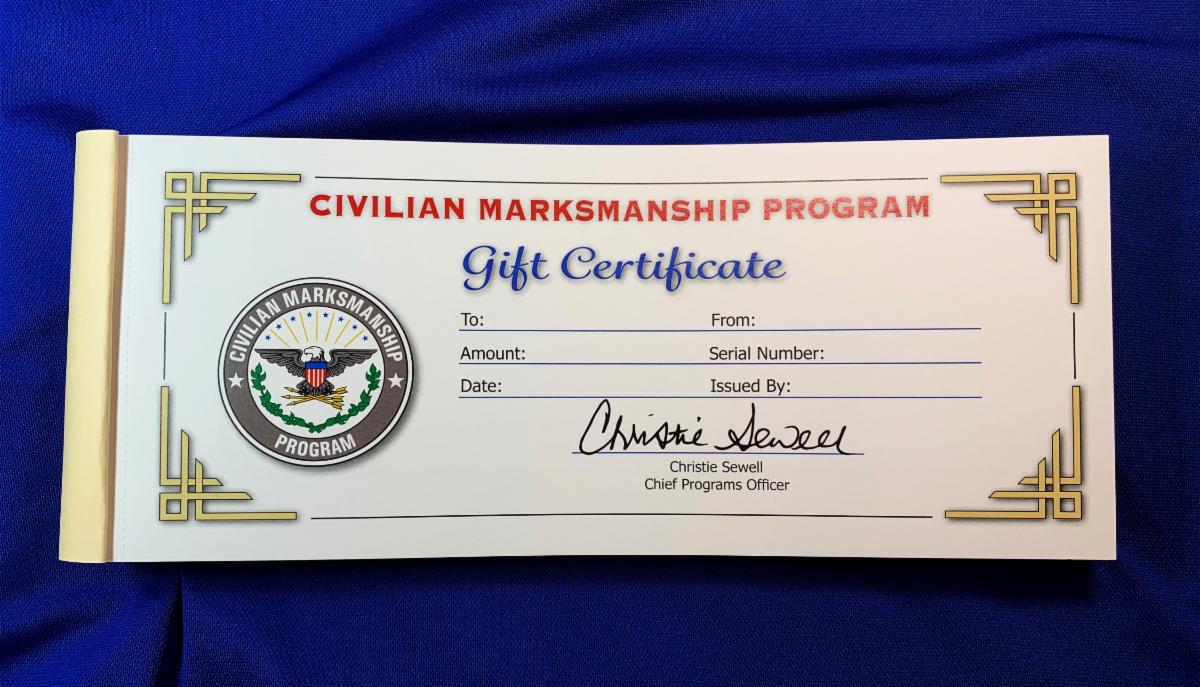 CIVILIAN MARKSMANSHIP PROGRAM
Gift Certificate
CIVILIAN MARKSMANSHIP
PROGRAM
To: From:
Amount: Serial Number:
Date: Issued By:
Christie Sewell
Christie Sewell
Chief Programs Officer